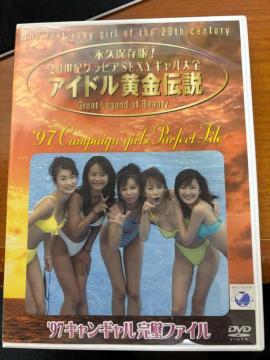 The last sexy girl of the 20th century
永久保存版!
20世紀グラビアSEXYギャル大全
アイドル黄金伝説
Great Legend of Beauty
'97 Campaign girls Parfect File
DVD
VIDEO
'97キャンギャル完璧ファイル